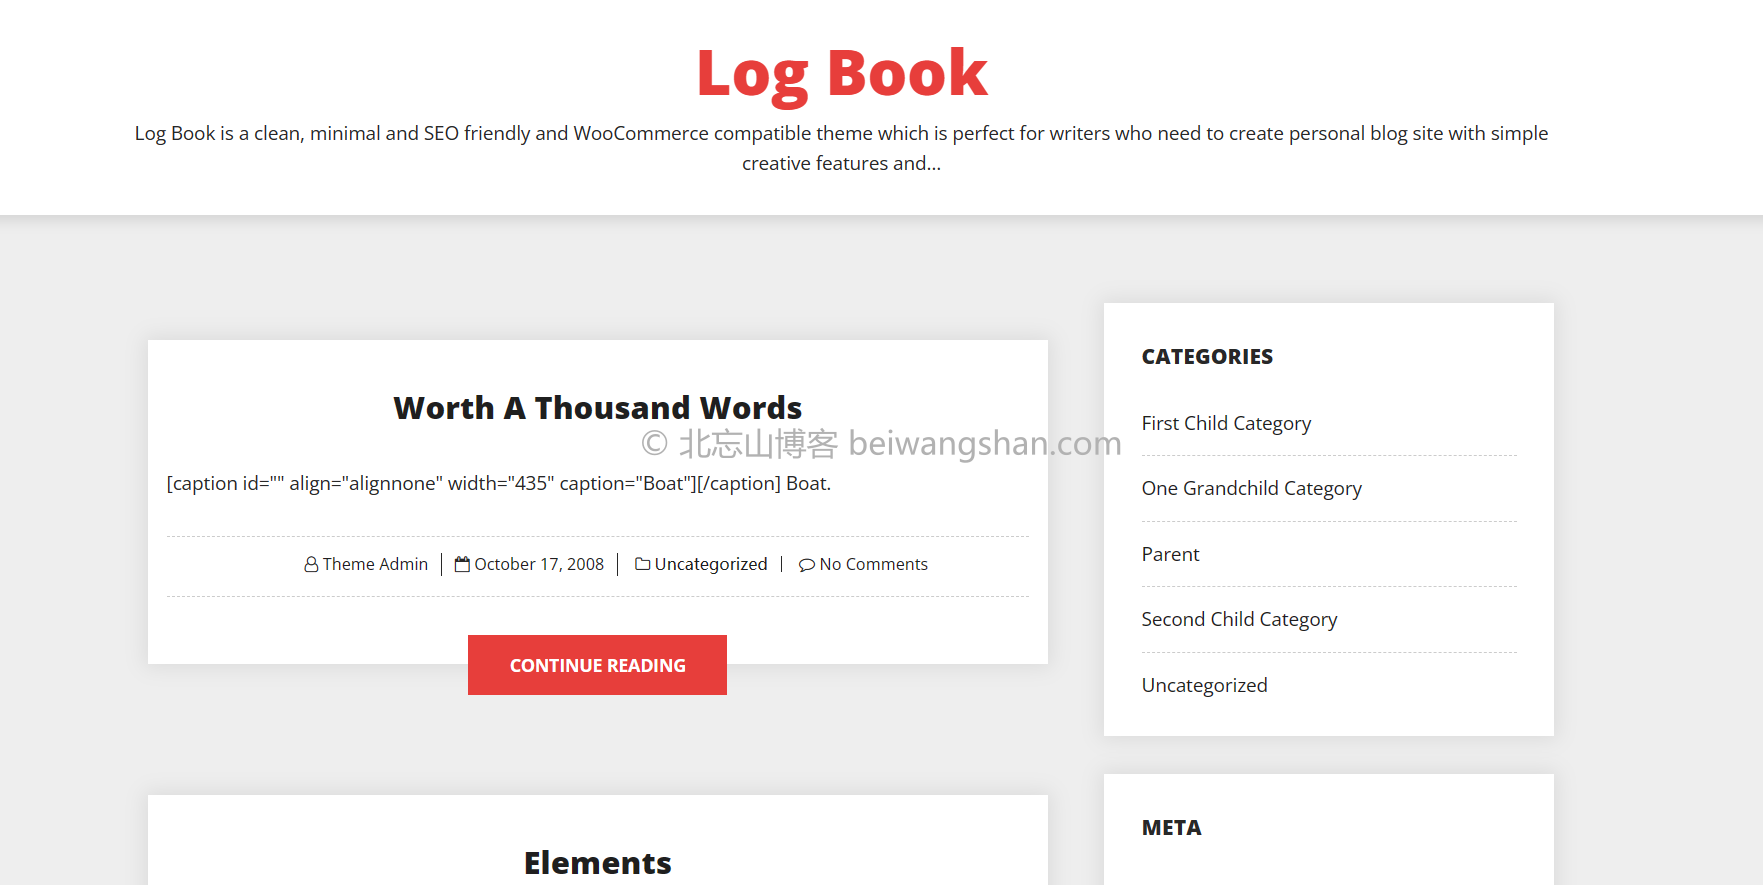 Log Book
Log Book is a clean, minimal and SEO friendly and WooCommerce compatible theme which is perfect for writers who need to create personal blog site with simple
creative features and...
Worth A Thousand Words
© 北忘山博客 beiwangshan.com
[caption id="" align="alignnone" width="435" caption="Boat"][/caption] Boat.
Theme Admin
October 17, 2008
Uncategorized
No Comments
CONTINUE READING
Elements
CATEGORIES
First Child Category
One Grandchild Category
Parent
Second Child Category
Uncategorized
META